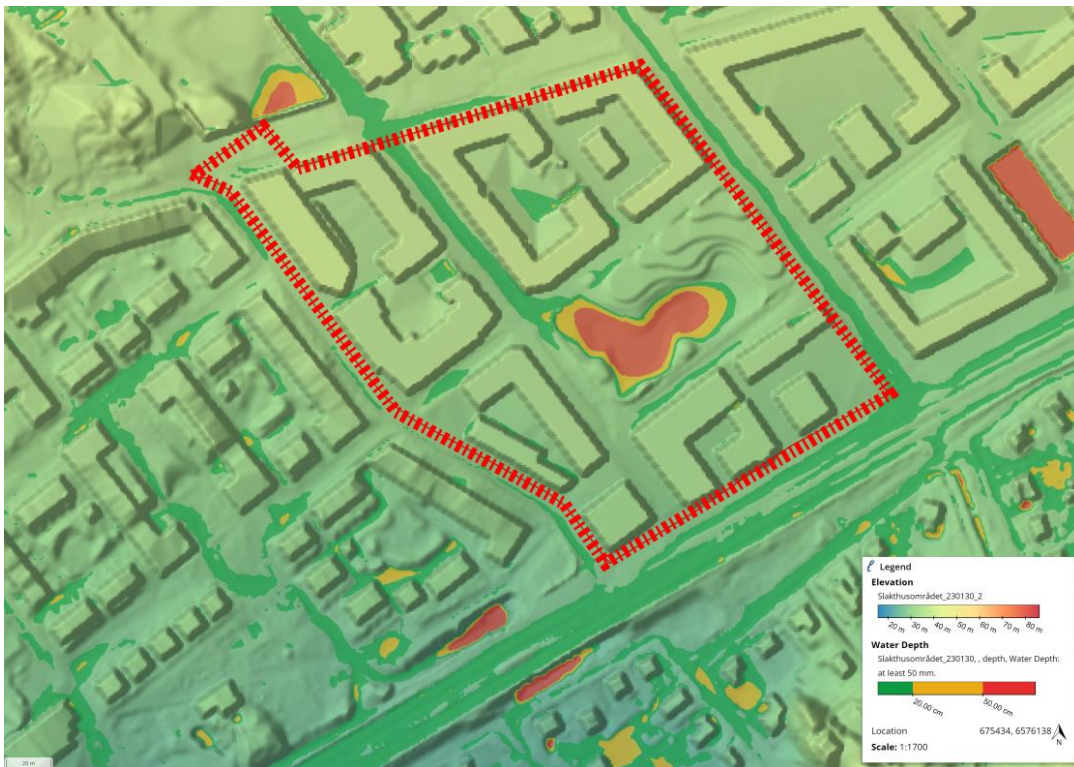 Legend
Elevation
Slakthusområdet_230130_2
20 m 30 m 40 m 50 m 60 m 70 m 80 m
Water Depth
Slakthusområdet_230130, , depth, Water Depth:
at least 50 mm.
20.00 cm 50.00 cm
Location 675434, 6576138
N
Scale: 1:1700
20 m